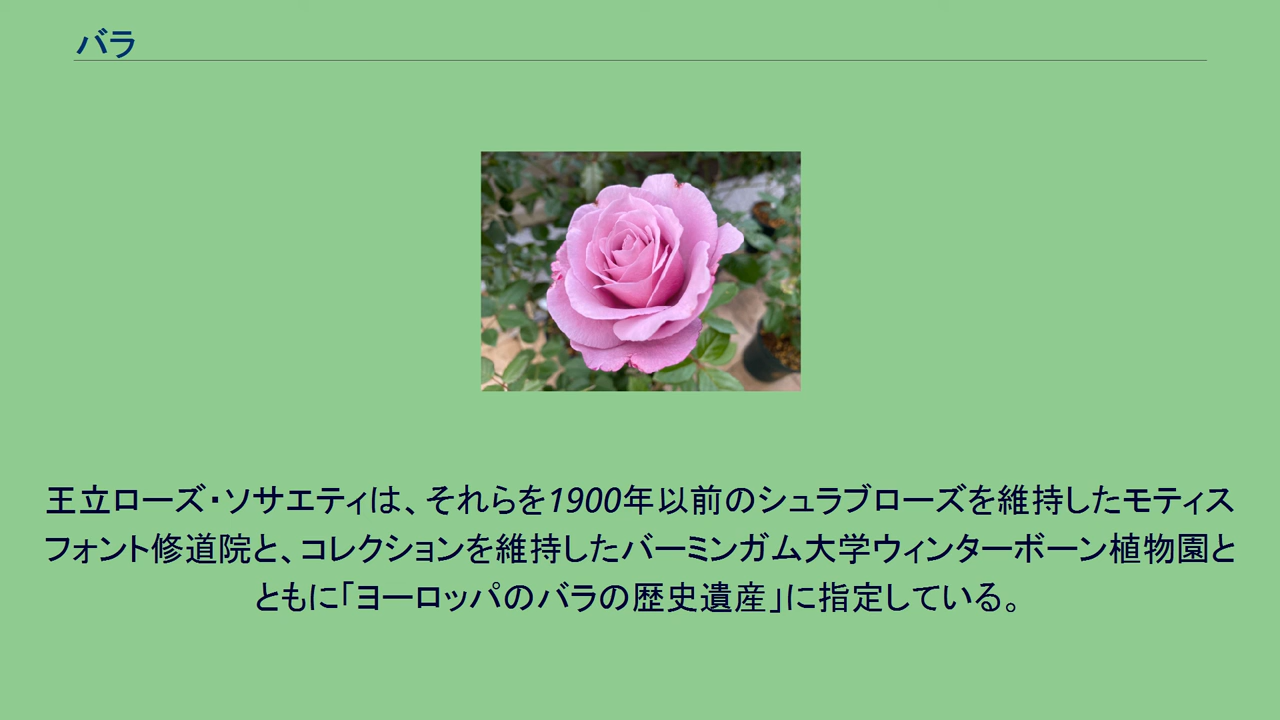 バラ
王立ローズ・ソサエティは、それらを1900年以前のシュラブローズを維持したモティス
フォント修道院と、コレクションを維持したバーミンガム大学ウィンターボーン植物園と
ともに「ヨーロッパのバラの歴史遺産」に指定している。